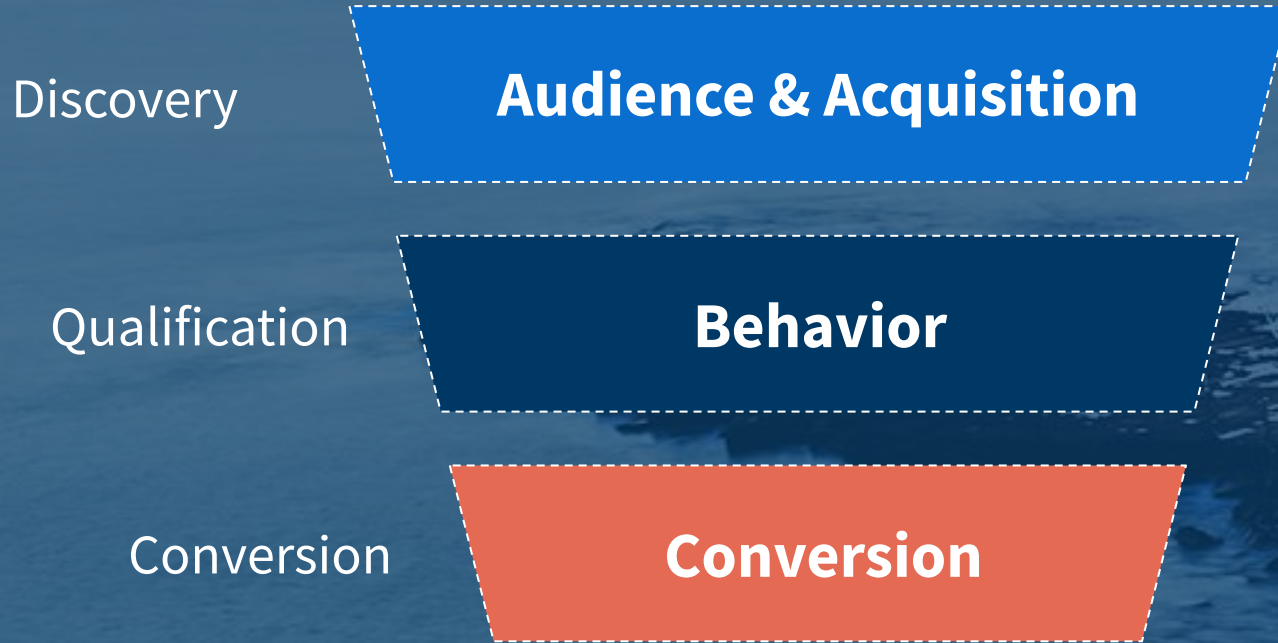 Discovery
Audience & Acquisition
Qualification
Behavior
Conversion
Conversion